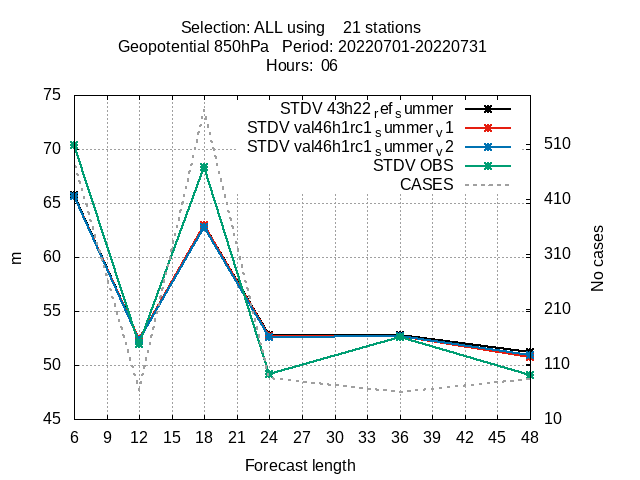 Selection: ALL using    21 stations
Geopotential 850hPa   Period: 20220701-20220731
Hours:  06
STDV 43h22_ref_summer
STDV val46h1rc1_summer_v1
STDV val46h1rc1_summer_v2
STDV OBS
CASES
75
70
65
60
55
50
45
m
510
410
310
210
110
10
No cases
6 9 12 15 18 21 24 27 30 33 36 39 42 45 48
Forecast length